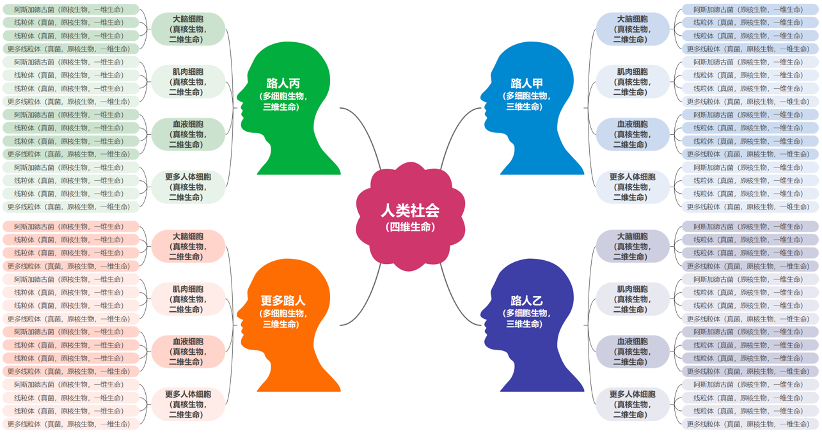 人类社会
（四维生命）
路人甲
（多细胞生物，
三维生命）
大脑细胞
（真核生物，
二维生命）
阿斯加德古菌（原核生物，一维生命）
线粒体（真菌，原核生物，一维生命）
线粒体（真菌，原核生物，一维生命）
更多线粒体（真菌，原核生物，一维生命）
肌肉细胞
（真核生物，
二维生命）
阿斯加德古菌（原核生物，一维生命）
线粒体（真菌，原核生物，一维生命）
线粒体（真菌，原核生物，一维生命）
更多线粒体（真菌，原核生物，一维生命）
血液细胞
（真核生物，
二维生命）
阿斯加德古菌（原核生物，一维生命）
线粒体（真菌，原核生物，一维生命）
线粒体（真菌，原核生物，一维生命）
更多线粒体（真菌，原核生物，一维生命）
更多人体细胞
（真核生物，
二维生命）
阿斯加德古菌（原核生物，一维生命）
线粒体（真菌，原核生物，一维生命）
线粒体（真菌，原核生物，一维生命）
更多线粒体（真菌，原核生物，一维生命）
路人乙
（多细胞生物，
三维生命）
大脑细胞
（真核生物，
二维生命）
阿斯加德古菌（原核生物，一维生命）
线粒体（真菌，原核生物，一维生命）
线粒体（真菌，原核生物，一维生命）
更多线粒体（真菌，原核生物，一维生命）
肌肉细胞
（真核生物，
二维生命）
阿斯加德古菌（原核生物，一维生命）
线粒体（真菌，原核生物，一维生命）
线粒体（真菌，原核生物，一维生命）
更多线粒体（真菌，原核生物，一维生命）
血液细胞
（真核生物，
二维生命）
阿斯加德古菌（原核生物，一维生命）
线粒体（真菌，原核生物，一维生命）
线粒体（真菌，原核生物，一维生命）
更多线粒体（真菌，原核生物，一维生命）
更多人体细胞
（真核生物，
二维生命）
阿斯加德古菌（原核生物，一维生命）
线粒体（真菌，原核生物，一维生命）
线粒体（真菌，原核生物，一维生命）
更多线粒体（真菌，原核生物，一维生命）
路人丙
（多细胞生物，
三维生命）
大脑细胞
（真核生物，
二维生命）
阿斯加德古菌（原核生物，一维生命）
线粒体（真菌，原核生物，一维生命）
线粒体（真菌，原核生物，一维生命）
更多线粒体（真菌，原核生物，一维生命）
肌肉细胞
（真核生物，
二维生命）
阿斯加德古菌（原核生物，一维生命）
线粒体（真菌，原核生物，一维生命）
线粒体（真菌，原核生物，一维生命）
更多线粒体（真菌，原核生物，一维生命）
血液细胞
（真核生物，
二维生命）
阿斯加德古菌（原核生物，一维生命）
线粒体（真菌，原核生物，一维生命）
线粒体（真菌，原核生物，一维生命）
更多线粒体（真菌，原核生物，一维生命）
更多人体细胞
（真核生物，
二维生命）
阿斯加德古菌（原核生物，一维生命）
线粒体（真菌，原核生物，一维生命）
线粒体（真菌，原核生物，一维生命）
更多线粒体（真菌，原核生物，一维生命）
更多路人
（多细胞生物，
三维生命）
大脑细胞
（真核生物，
二维生命）
阿斯加德古菌（原核生物，一维生命）
线粒体（真菌，原核生物，一维生命）
线粒体（真菌，原核生物，一维生命）
更多线粒体（真菌，原核生物，一维生命）
肌肉细胞
（真核生物，
二维生命）
阿斯加德古菌（原核生物，一维生命）
线粒体（真菌，原核生物，一维生命）
线粒体（真菌，原核生物，一维生命）
更多线粒体（真菌，原核生物，一维生命）
血液细胞
（真核生物，
二维生命）
阿斯加德古菌（原核生物，一维生命）
线粒体（真菌，原核生物，一维生命）
线粒体（真菌，原核生物，一维生命）
更多线粒体（真菌，原核生物，一维生命）
更多人体细胞
（真核生物，
二维生命）
阿斯加德古菌（原核生物，一维生命）
线粒体（真菌，原核生物，一维生命）
线粒体（真菌，原核生物，一维生命）
更多线粒体（真菌，原核生物，一维生命）